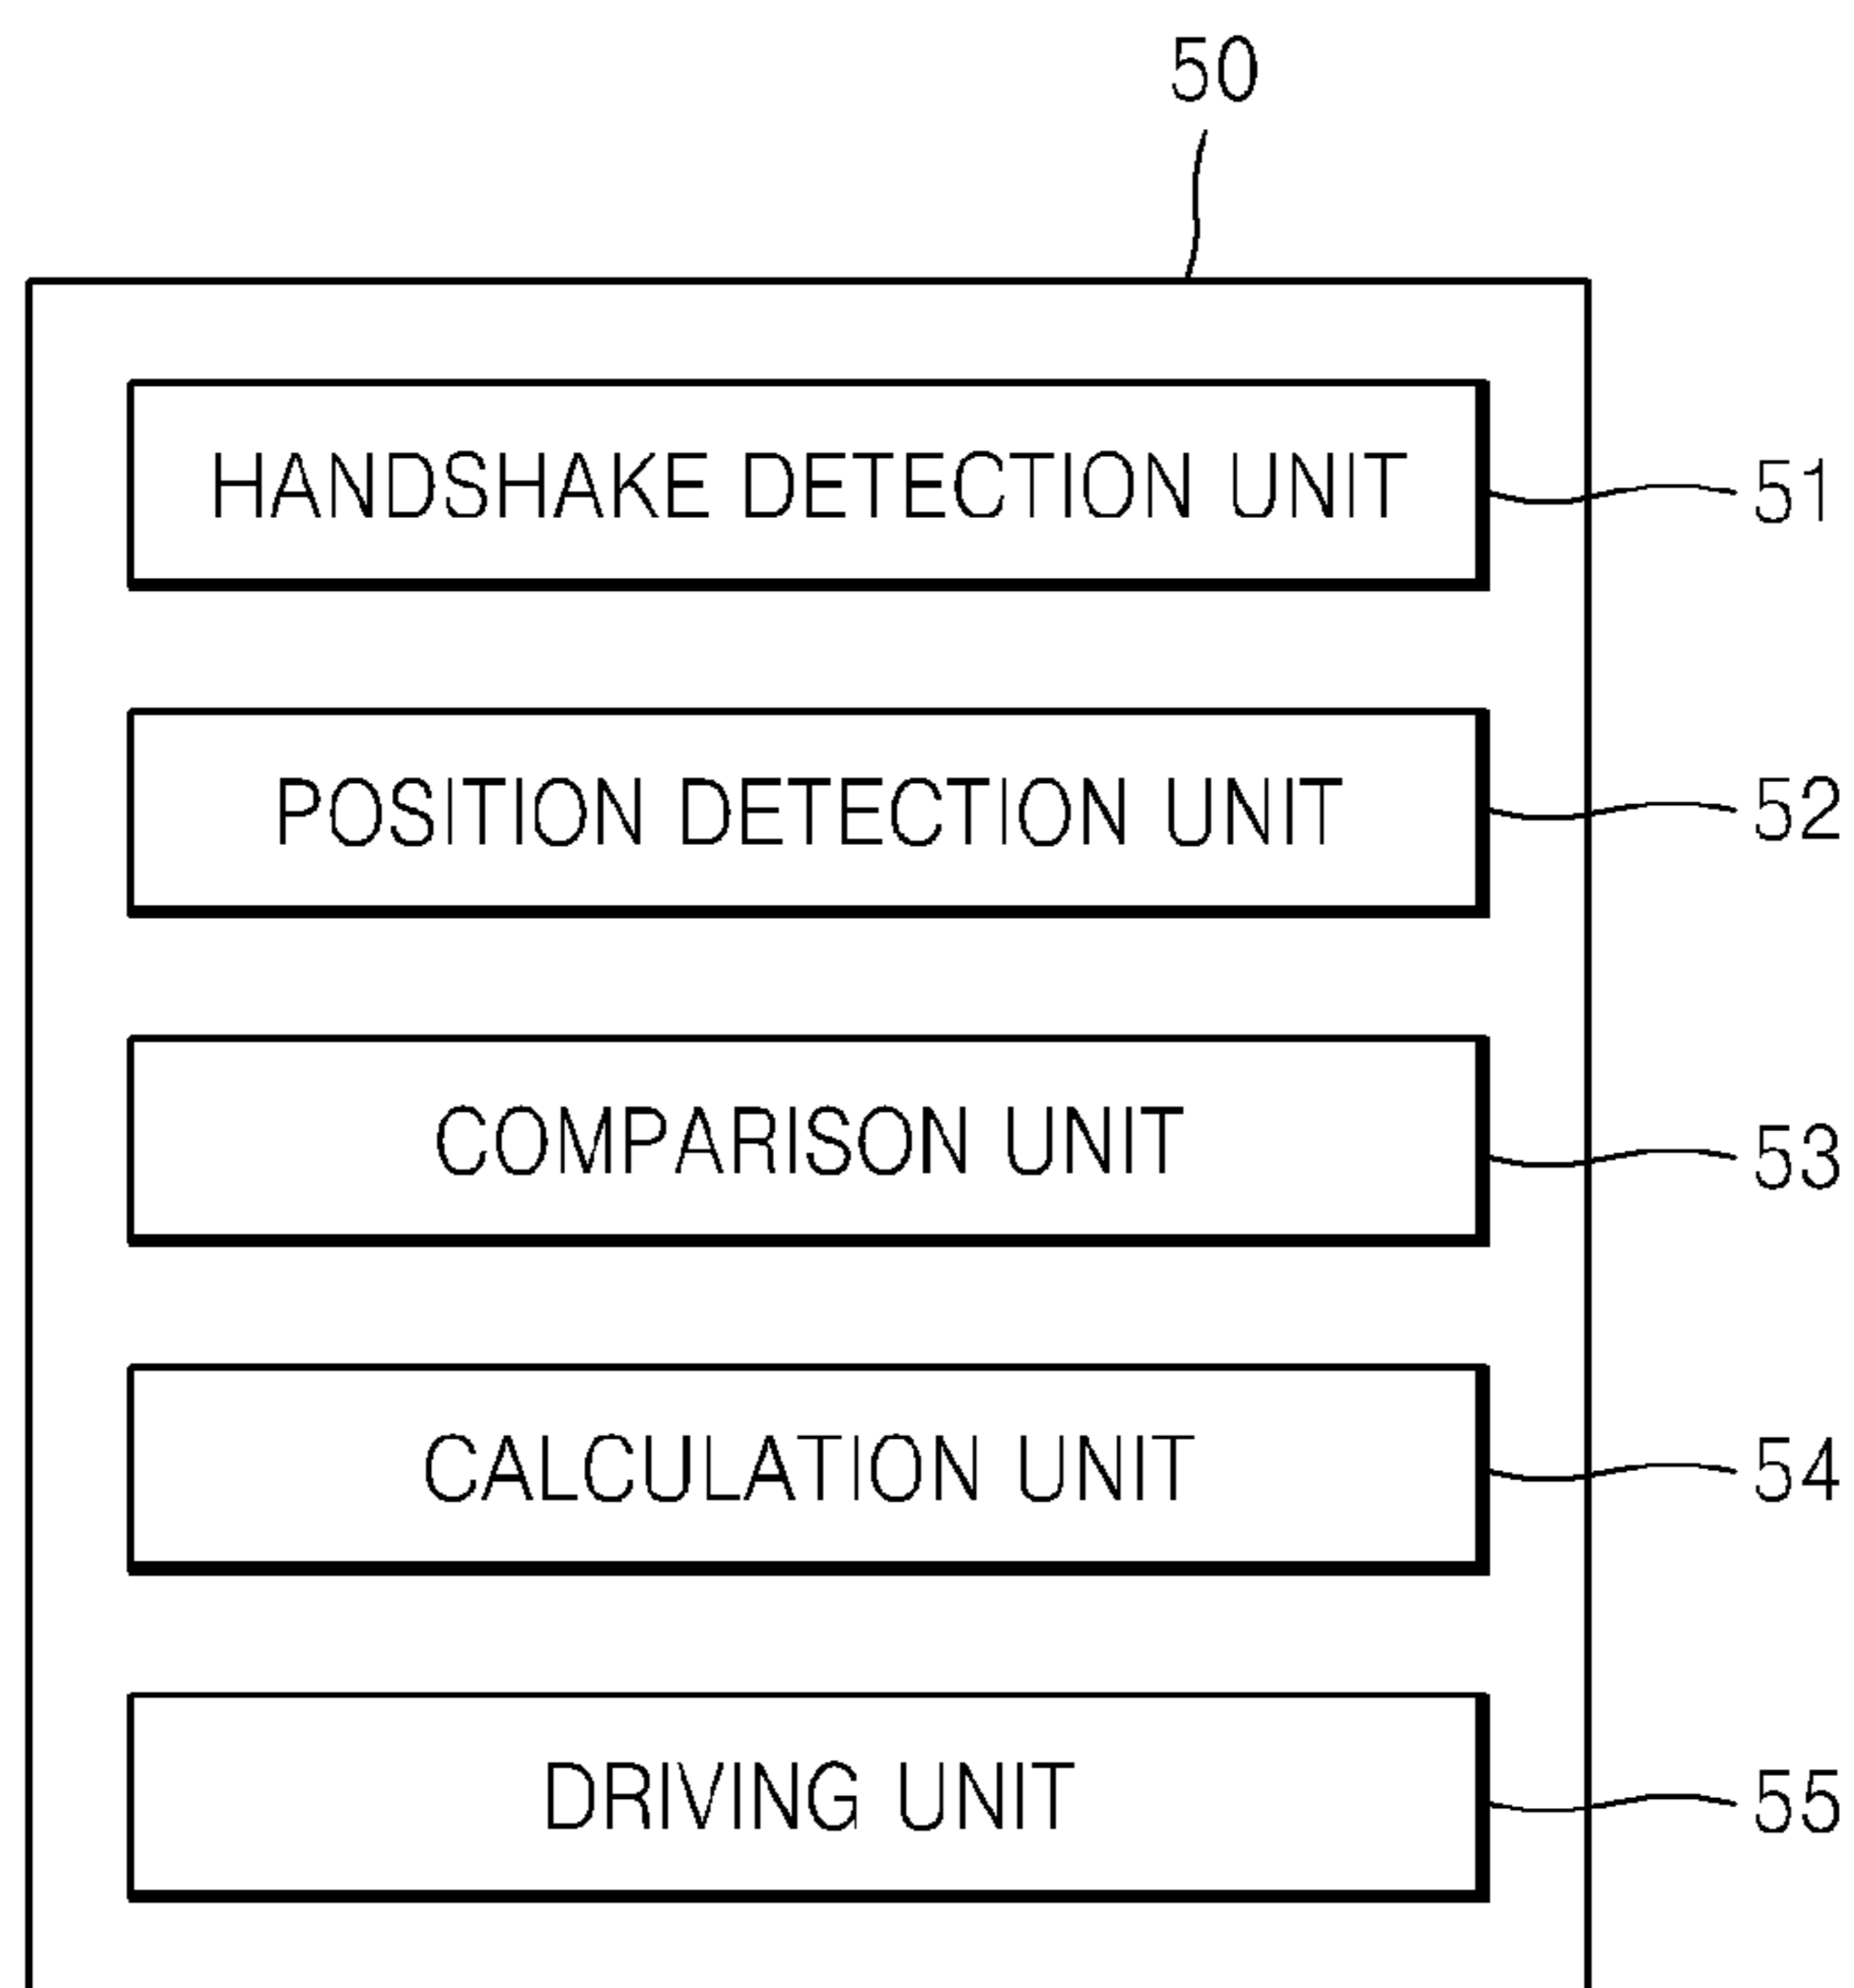 50
HANDSHAKE DETECTION UNIT 51
POSITION DETECTION UNIT 52
COMPARISON UNIT 53
CALCULATION UNIT 54
DRIVING UNIT 55